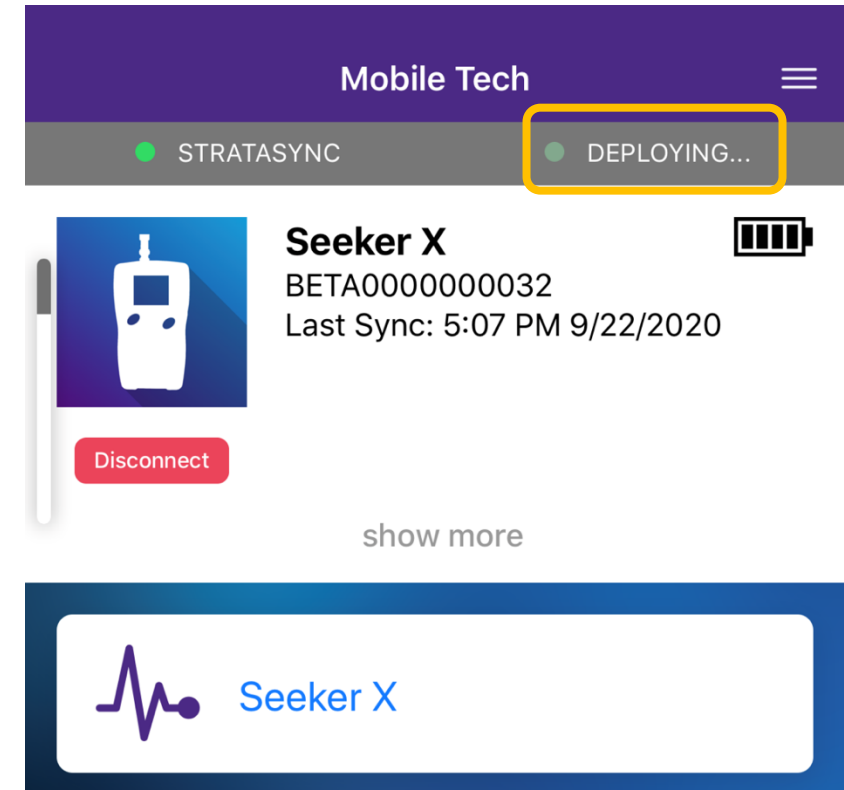 Mobile Tech
STRATASYNC DEPLOYING...
Seeker X
BETA0000000032
Last Sync: 5:07 PM 9/22/2020
Disconnect
show more
Seeker X